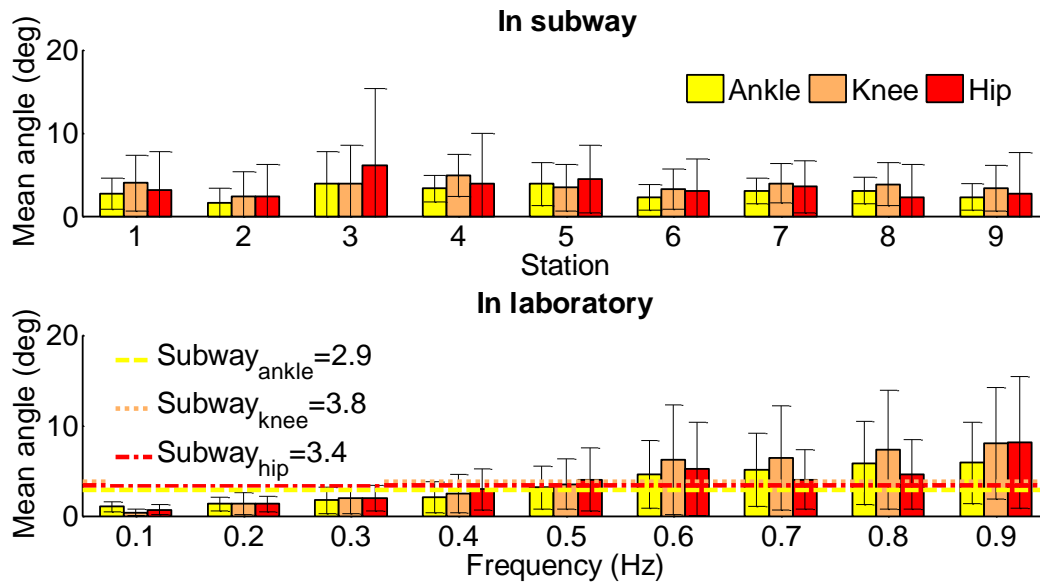 In subway
Mean angle (deg)
20
10
0
Ankle Knee Hip
1 2 3 4 5 6 7 8 9
Station
In laboratory
Mean angle (deg)
20
10
0
Subway_ankle=2.9
Subway_knee=3.8
Subway_hip=3.4
0.1 0.2 0.3 0.4 0.5 0.6 0.7 0.8 0.9
Frequency (Hz)